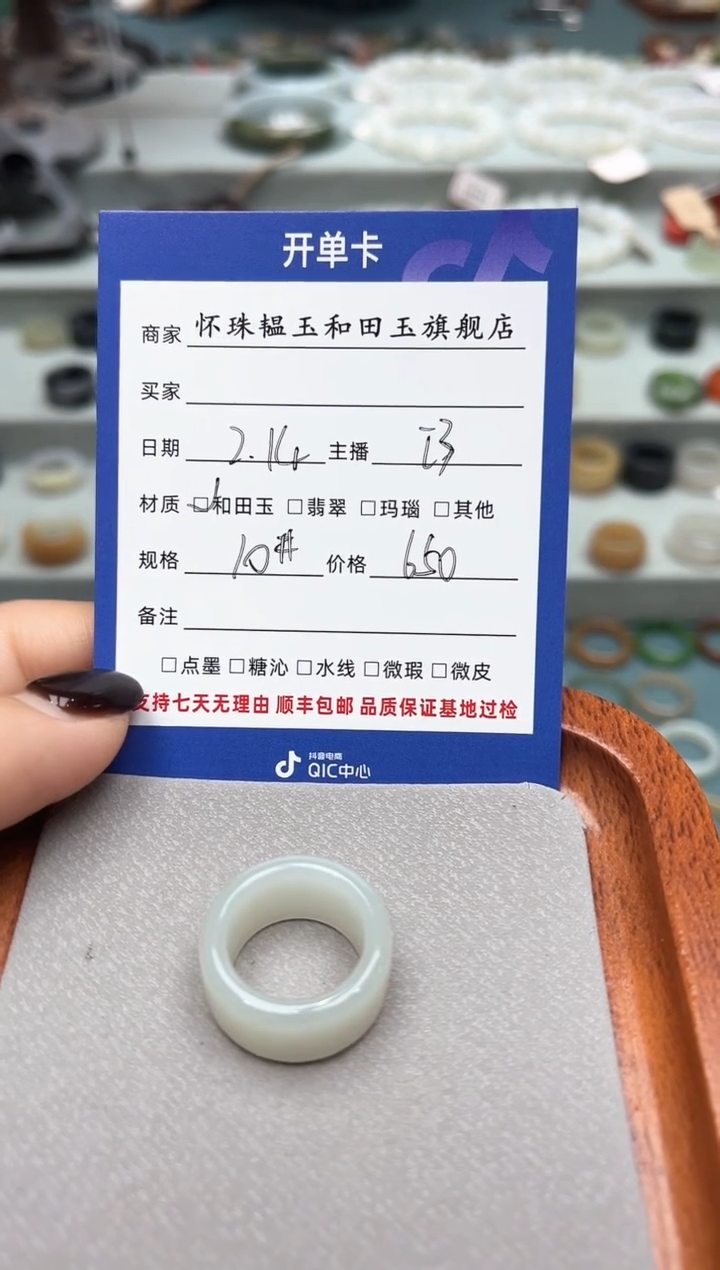 开单卡
商家 怀珠韫玉和田玉旗舰店
买家
日期 2.14 主播
材质 ☑和田玉 □翡翠 □玛瑙 □其他
规格 10# 价格 650
备注
□点墨 □糖沁 □水线 □微瑕 □微皮
支持七天无理由 顺丰包邮 品质保证基地过检
抖音电商
QIC中心